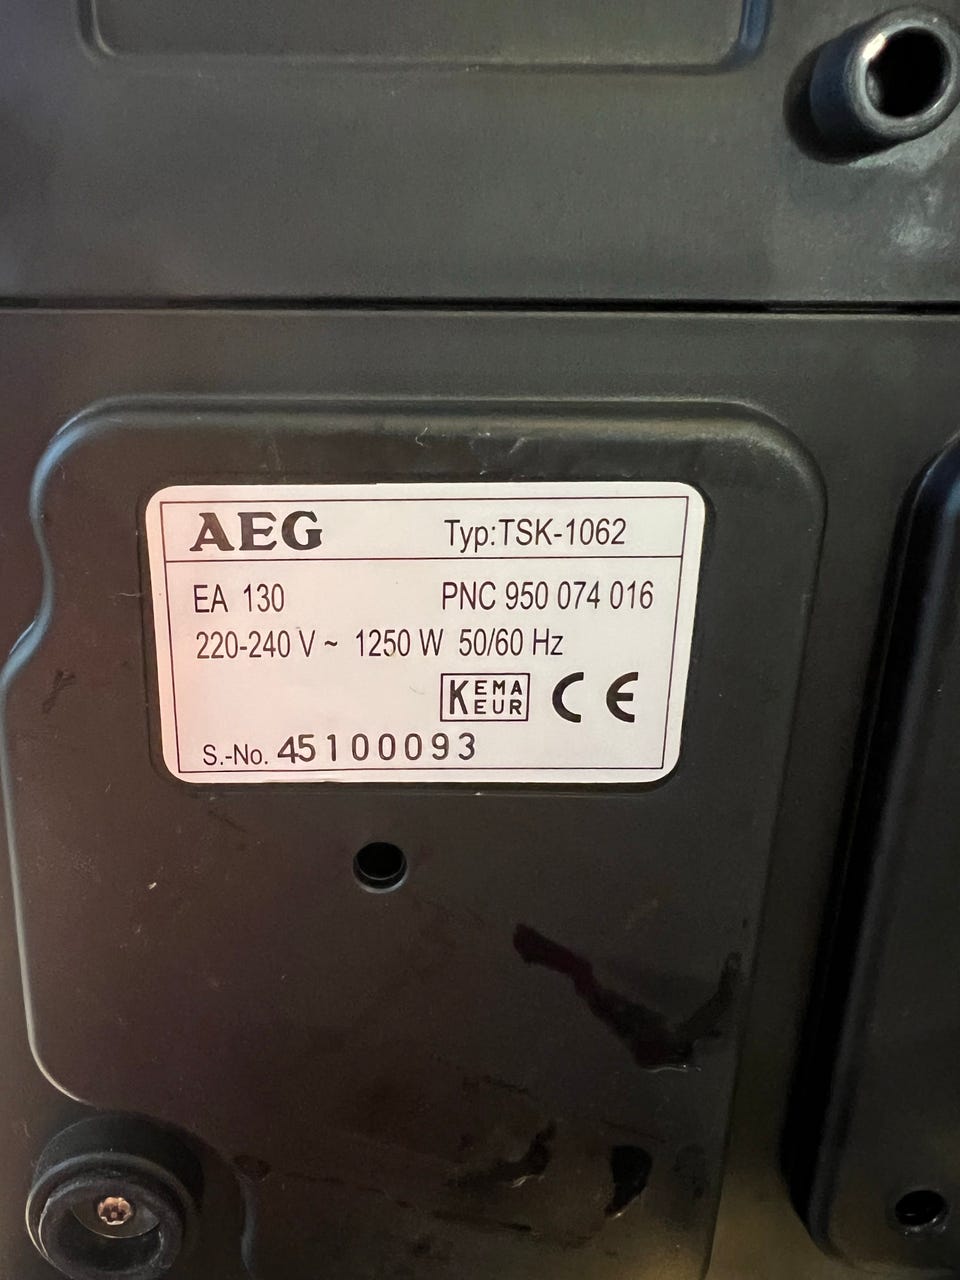 AEG Typ:TSK-1062
EA 130 PNC 950 074 016
220-240 V ~ 1250 W 50/60 Hz
KEMA
EUR CE
S.-No. 45100093